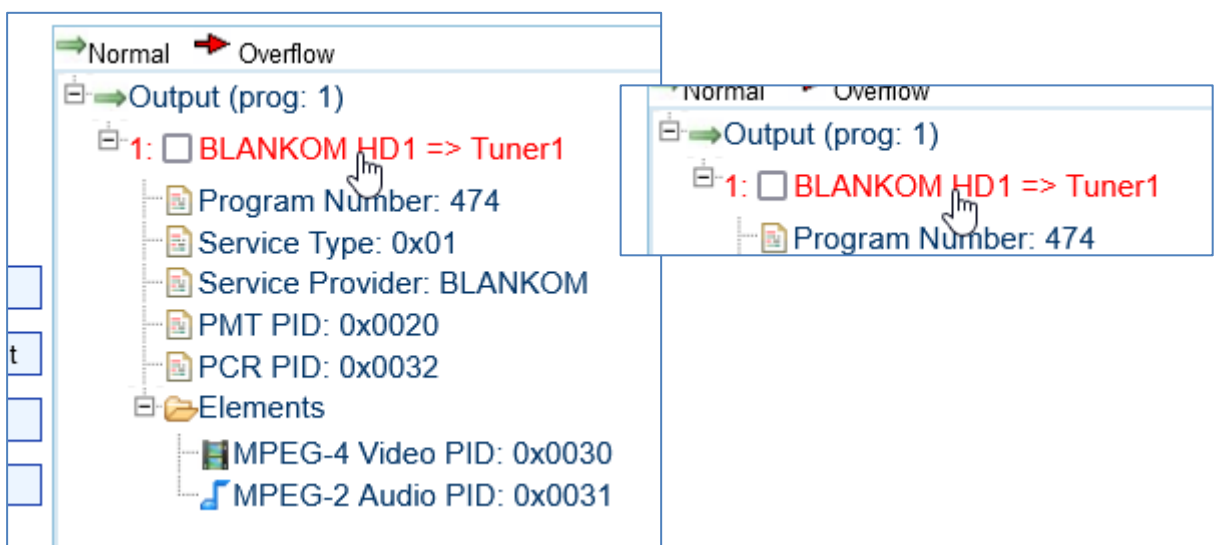 Normal Overflow
Output (prog: 1)
1: BLANKOM HD1 => Tuner1
Program Number: 474
Service Type: 0x01
Service Provider: BLANKOM
PMT PID: 0x0020
PCR PID: 0x0032
Elements
MPEG-4 Video PID: 0x0030
MPEG-2 Audio PID: 0x0031
t
Normal Overflow
Output (prog: 1)
1: BLANKOM HD1 => Tuner1
Program Number: 474